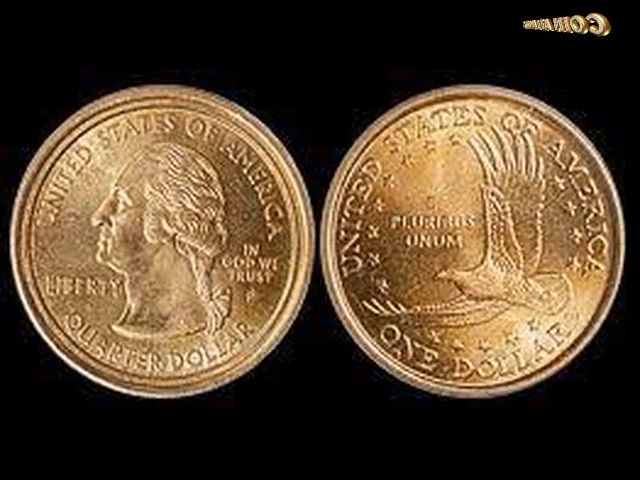 UNITED STATES OF AMERICA
LIBERTY
IN
GOD WE
TRUST
P
QUARTER DOLLAR
UNITED STATES OF AMERICA
PLURIBUS
UNUM
ONE DOLLAR